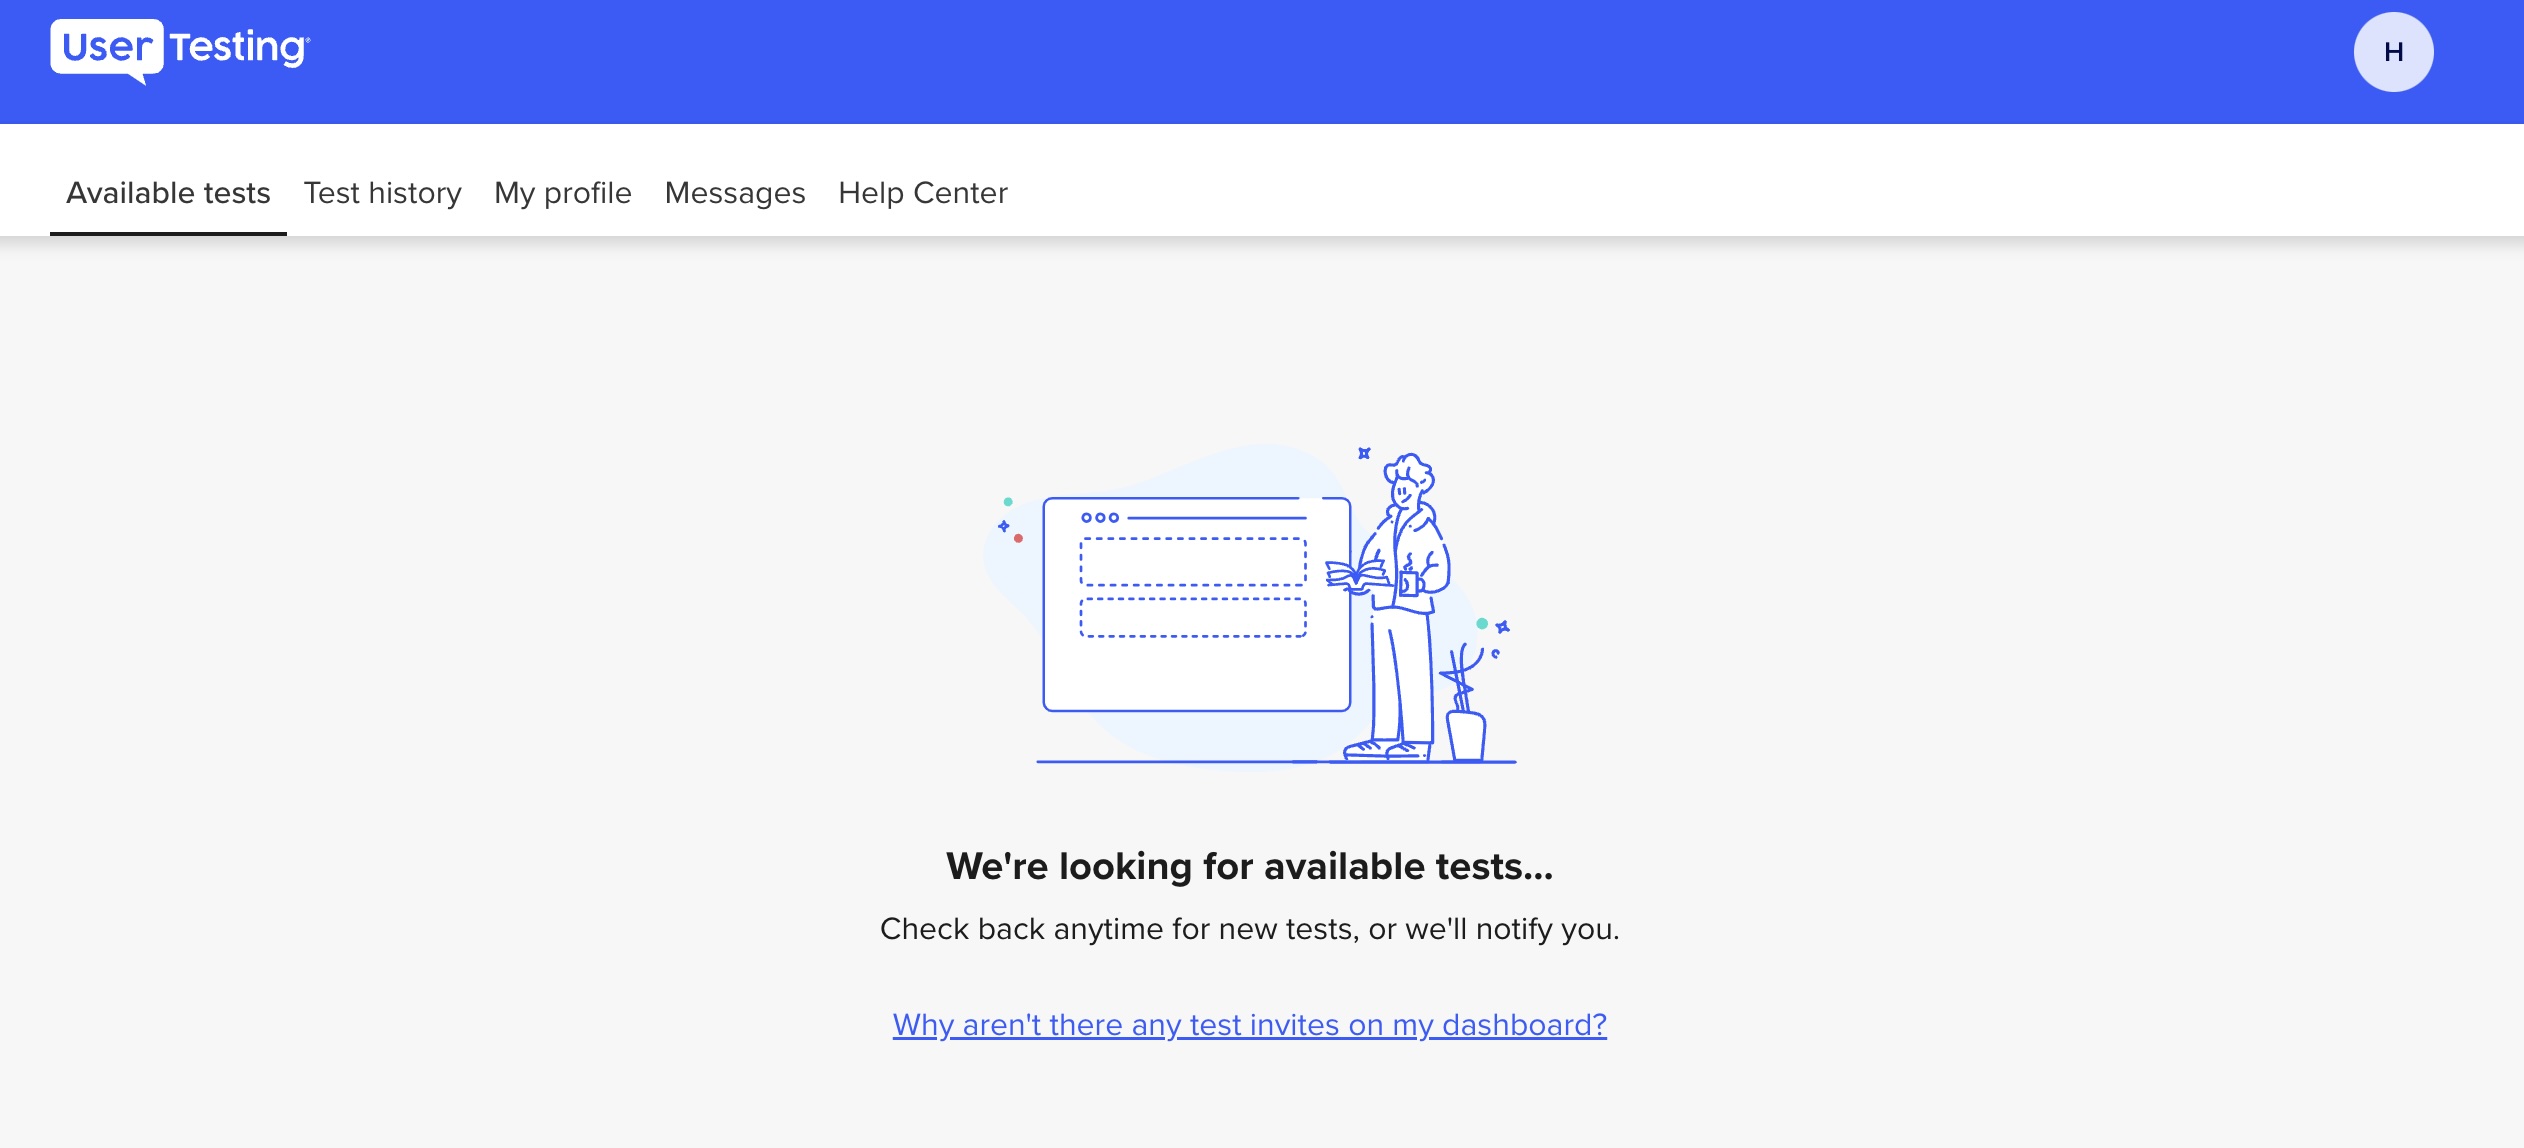 User Testing
H
Available tests Test history My profile Messages Help Center
We're looking for available tests...
Check back anytime for new tests, or we'll notify you.
Why aren't there any test invites on my dashboard?